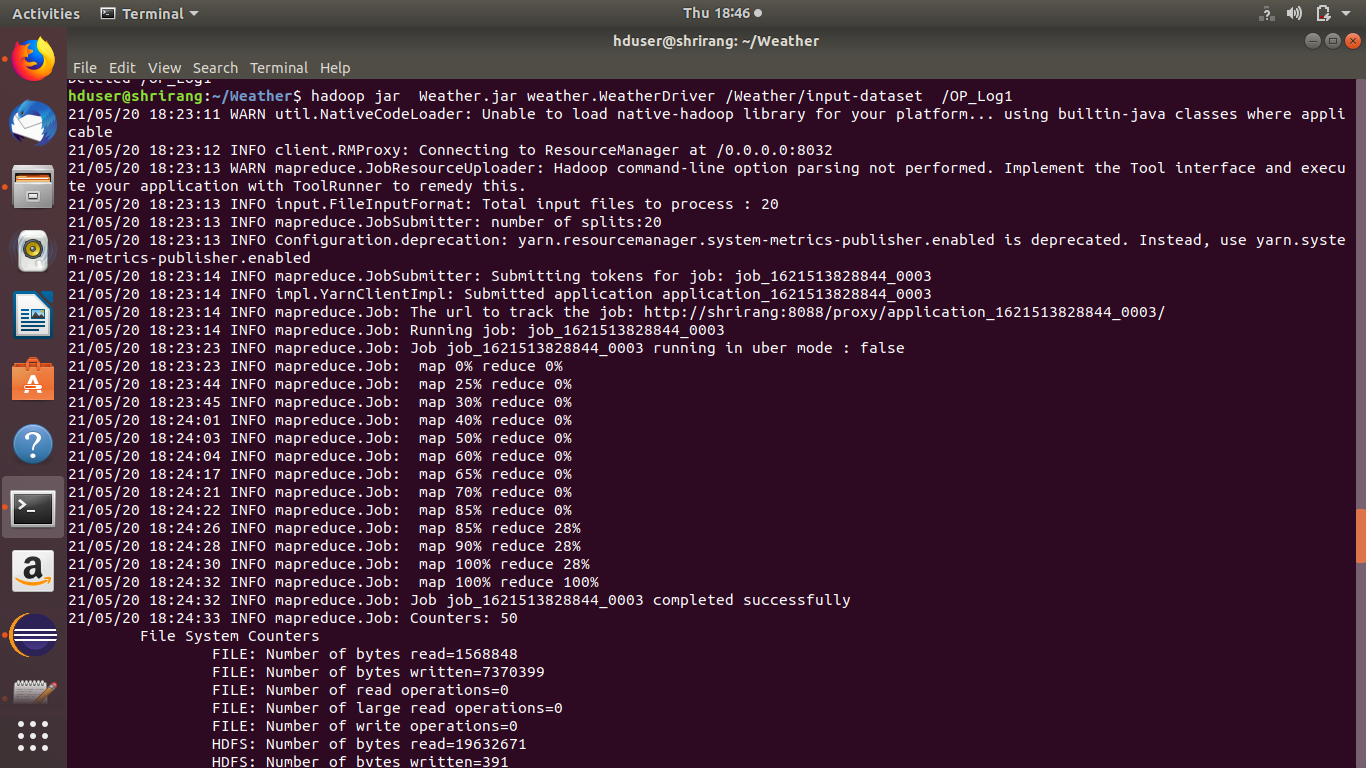 Activities Terminal Thu 18:46
hduser@shrirang: ~/Weather
File Edit View Search Terminal Help
Deleted /OP_Log1
hduser@shrirang:~/Weather$ hadoop jar  Weather.jar weather.WeatherDriver /Weather/input-dataset  /OP_Log1
21/05/20 18:23:11 WARN util.NativeCodeLoader: Unable to load native-hadoop library for your platform... using builtin-java classes where appli
cable
21/05/20 18:23:12 INFO client.RMProxy: Connecting to ResourceManager at /0.0.0.0:8032
21/05/20 18:23:13 WARN mapreduce.JobResourceUploader: Hadoop command-line option parsing not performed. Implement the Tool interface and execu
te your application with ToolRunner to remedy this.
21/05/20 18:23:13 INFO input.FileInputFormat: Total input files to process : 20
21/05/20 18:23:13 INFO mapreduce.JobSubmitter: number of splits:20
21/05/20 18:23:13 INFO Configuration.deprecation: yarn.resourcemanager.system-metrics-publisher.enabled is deprecated. Instead, use yarn.syste
m-metrics-publisher.enabled
21/05/20 18:23:14 INFO mapreduce.JobSubmitter: Submitting tokens for job: job_1621513828844_0003
21/05/20 18:23:14 INFO impl.YarnClientImpl: Submitted application application_1621513828844_0003
21/05/20 18:23:14 INFO mapreduce.Job: The url to track the job: http://shrirang:8088/proxy/application_1621513828844_0003/
21/05/20 18:23:14 INFO mapreduce.Job: Running job: job_1621513828844_0003
21/05/20 18:23:23 INFO mapreduce.Job: Job job_1621513828844_0003 running in uber mode : false
21/05/20 18:23:23 INFO mapreduce.Job:  map 0% reduce 0%
21/05/20 18:23:44 INFO mapreduce.Job:  map 25% reduce 0%
21/05/20 18:23:45 INFO mapreduce.Job:  map 30% reduce 0%
21/05/20 18:24:01 INFO mapreduce.Job:  map 40% reduce 0%
21/05/20 18:24:03 INFO mapreduce.Job:  map 50% reduce 0%
21/05/20 18:24:04 INFO mapreduce.Job:  map 60% reduce 0%
21/05/20 18:24:17 INFO mapreduce.Job:  map 65% reduce 0%
21/05/20 18:24:21 INFO mapreduce.Job:  map 70% reduce 0%
21/05/20 18:24:22 INFO mapreduce.Job:  map 85% reduce 0%
21/05/20 18:24:26 INFO mapreduce.Job:  map 85% reduce 28%
21/05/20 18:24:28 INFO mapreduce.Job:  map 90% reduce 28%
21/05/20 18:24:30 INFO mapreduce.Job:  map 100% reduce 28%
21/05/20 18:24:32 INFO mapreduce.Job:  map 100% reduce 100%
21/05/20 18:24:32 INFO mapreduce.Job: Job job_1621513828844_0003 completed successfully
21/05/20 18:24:33 INFO mapreduce.Job: Counters: 50
File System Counters
FILE: Number of bytes read=1568848
FILE: Number of bytes written=7370399
FILE: Number of read operations=0
FILE: Number of large read operations=0
FILE: Number of write operations=0
HDFS: Number of bytes read=19632671
HDFS: Number of bytes written=391